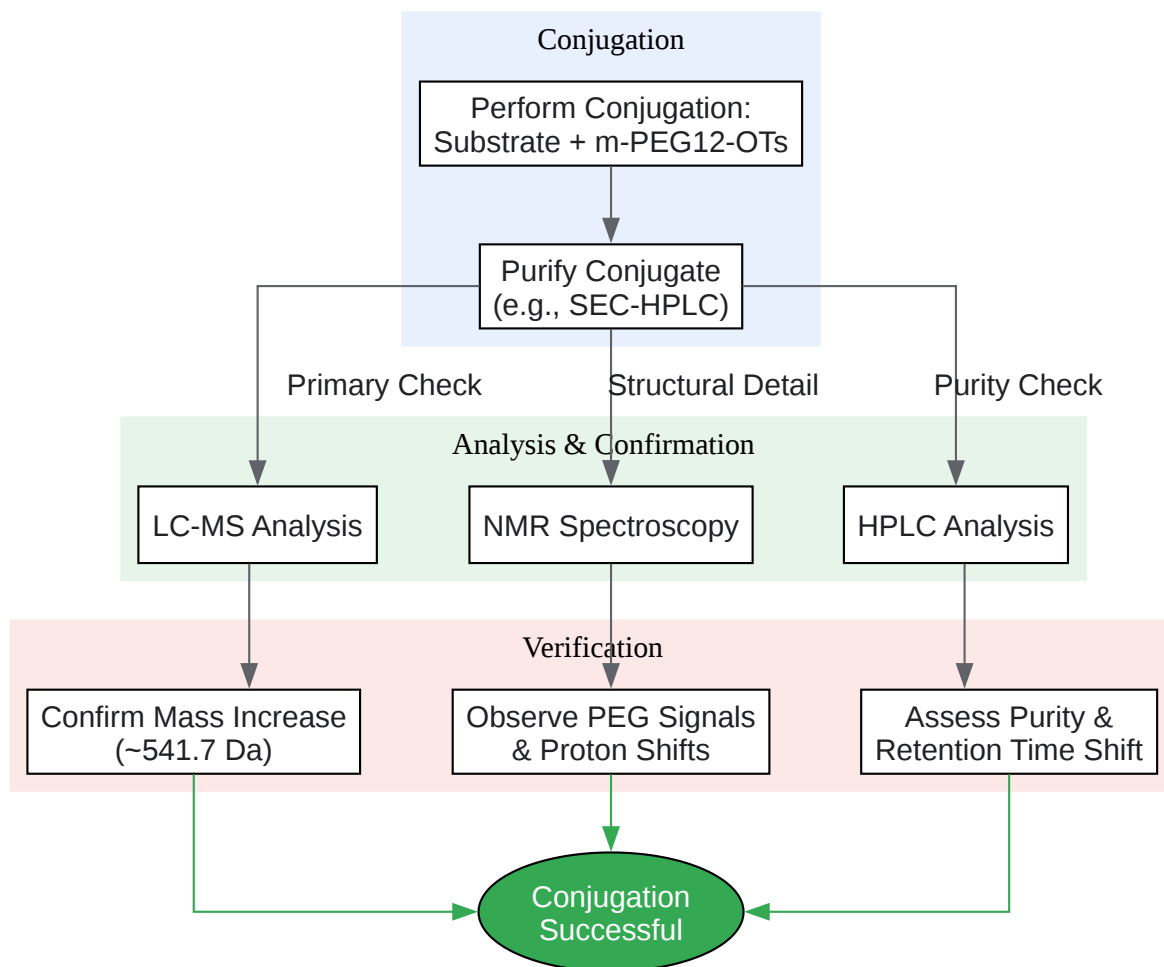 Conjugation
Perform Conjugation:
Substrate + m-PEG12-OTs
Purify Conjugate
(e.g., SEC-HPLC)
Primary Check
Structural Detail
Purity Check
Analysis & Confirmation
LC-MS Analysis
NMR Spectroscopy
HPLC Analysis
Verification
Confirm Mass Increase
(~541.7 Da)
Observe PEG Signals
& Proton Shifts
Assess Purity &
Retention Time Shift
Conjugation
Successful